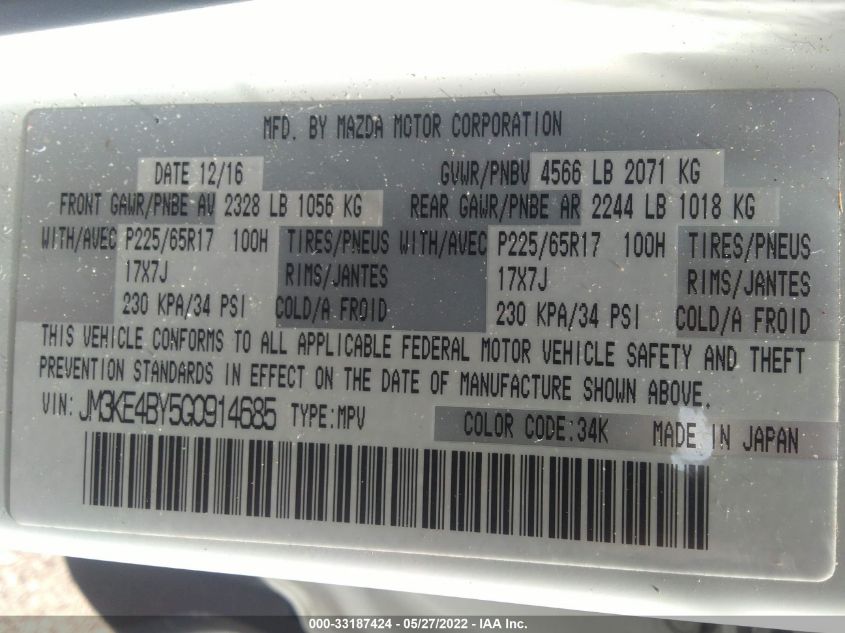 MFD. BY MAZDA MOTOR CORPORATION
DATE 12/16 GVWR/PNBV 4566 LB 2071 KG
FRONT GAWR/PNBE AV 2328 LB 1056 KG REAR GAWR/PNBE AR 2244 LB 1018 KG
WITH/AVEC P225/65R17 100H TIRES/PNEUS WITH/AVEC P225/65R17 100H TIRES/PNEUS
17X7J RIMS/JANTES 17X7J RIMS/JANTES
230 KPA/34 PSI COLD/A FROID 230 KPA/34 PSI COLD/A FROID
THIS VEHICLE CONFORMS TO ALL APPLICABLE FEDERAL MOTOR VEHICLE SAFETY AND THEFT
PREVENTION STANDARDS IN EFFECT ON THE DATE OF MANUFACTURE SHOWN ABOVE.
VIN: JM3KE4BY5G0914685 TYPE:MPV COLOR CODE:34K MADE IN JAPAN
000-33187424 - 05/27/2022 - IAA Inc.